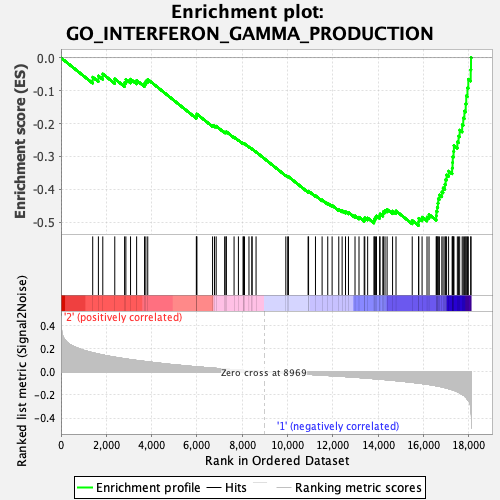 Enrichment plot:
GO_INTERFERON_GAMMA_PRODUCTION
Enrichment score (ES)
0.0
-0.1
-0.2
-0.3
-0.4
-0.5
'2' (positively correlated)
Ranked list metric (Signal2Noise)
0.4
0.2
0.0
-0.2
-0.4
Zero cross at 8969
'1' (negatively correlated)
0
2,000
4,000
6,000
8,000
10,000
12,000
14,000
16,000
18,000
Rank in Ordered Dataset
Enrichment profile
Hits
Ranking metric scores